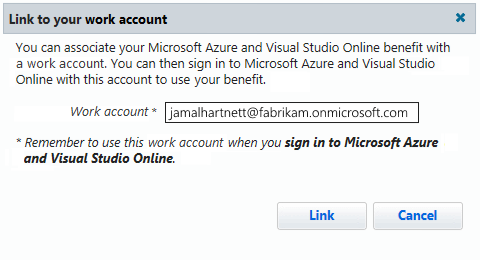 Link to your work account
You can associate your Microsoft Azure and Visual Studio Online benefit with
a work account. You can then sign in to Microsoft Azure and Visual Studio
Online with this account to use your benefit.
Work account * jamalhartnett@fabrikam.onmicrosoft.com
* Remember to use this work account when you sign in to Microsoft Azure
and Visual Studio Online.
Link Cancel